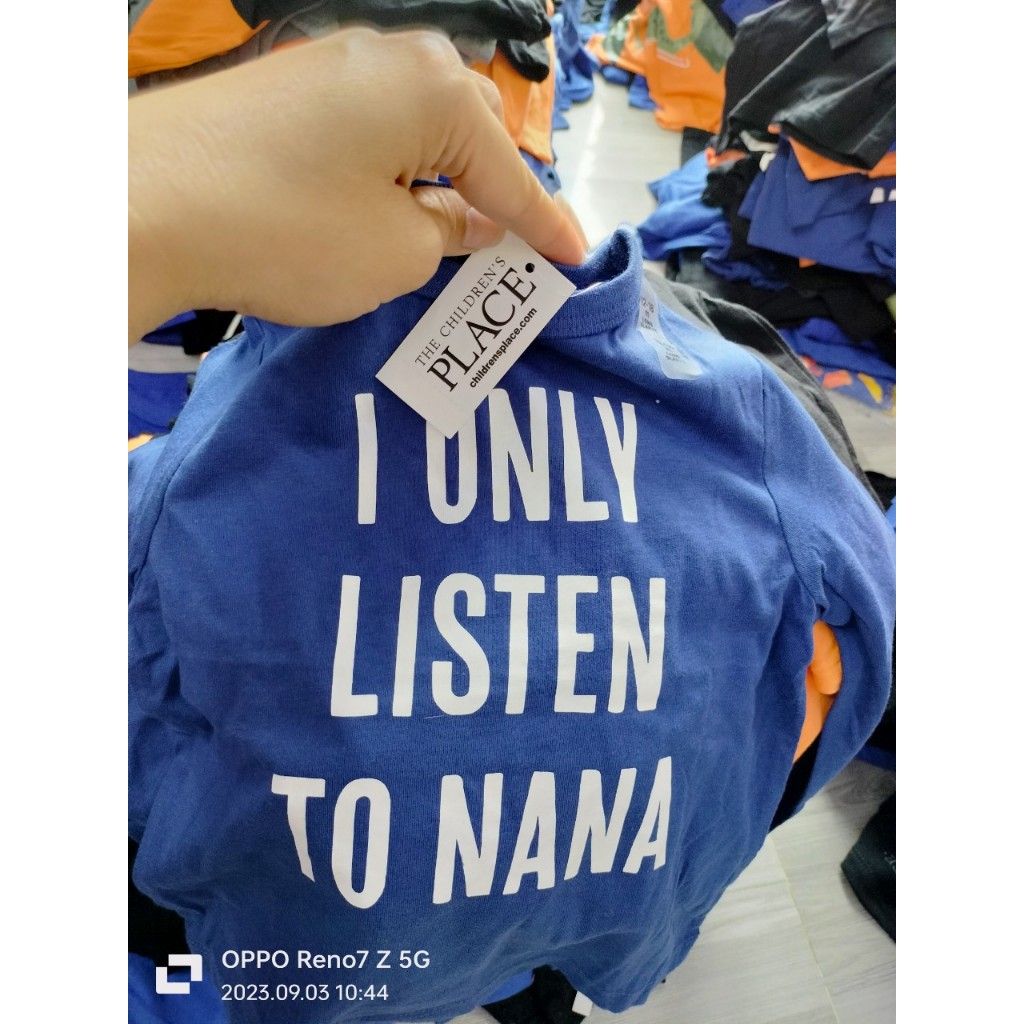 THE CHILDREN'S
PLACE.
childrensplace.com
I ONLY
LISTEN
TO NANA
OPPO Reno7 Z 5G
2023.09.03 10:44